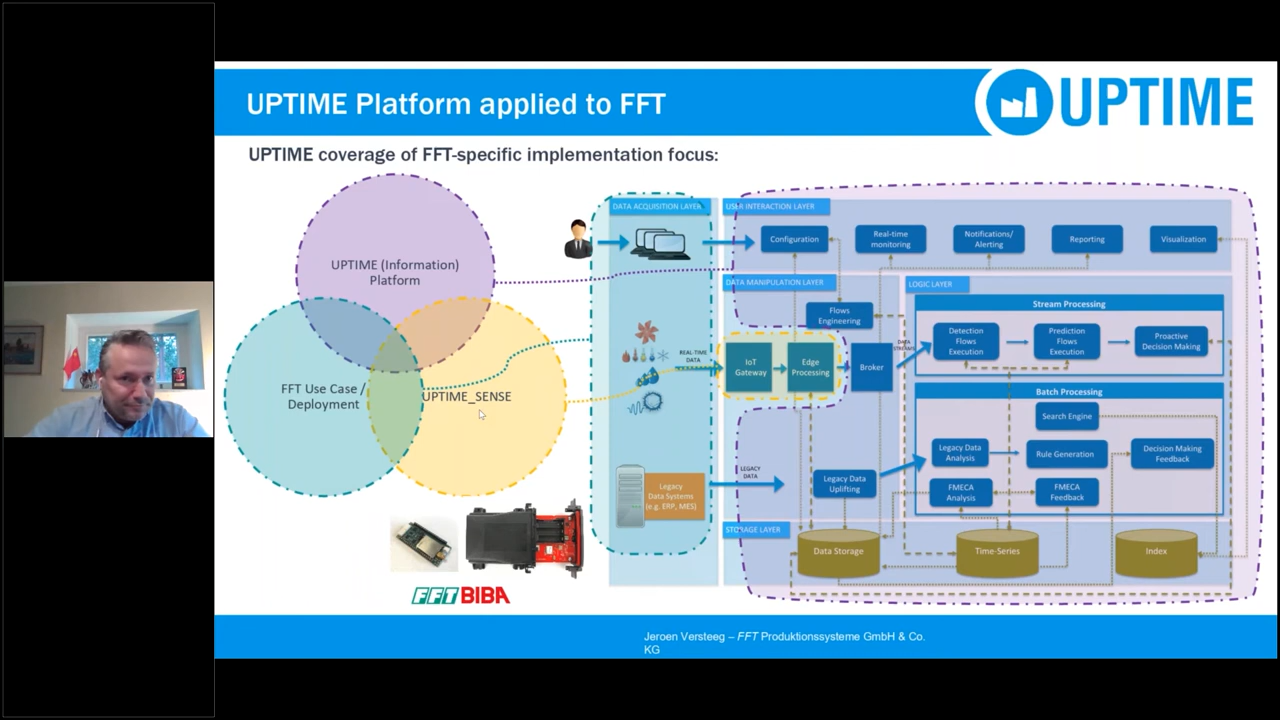 UPTIME Platform applied to FFT
UPTIME
UPTIME coverage of FFT-specific implementation focus:
UPTIME (Information)
Platform
FFT Use Case /
Deployment
UPTIME_SENSE
FFT BIBA
DATA ACQUISITION LAYER
REAL-TIME
DATA
Legacy
Data Systems
(e.g. ERP, MES)
LEGACY
DATA
USER INTERACTION LAYER
Configuration
Real-time
monitoring
Notifications/
Alerting
Reporting
Visualization
DATA MANIPULATION LAYER
Flows
Engineering
IoT
Gateway
Edge
Processing
Broker
DATA
STREAMS
Legacy Data
Uplifting
LOGIC LAYER
Stream Processing
Detection
Flows
Execution
Prediction
Flows
Execution
Proactive
Decision Making
Batch Processing
Search Engine
Legacy Data
Analysis
Rule Generation
Decision Making
Feedback
FMECA
Analysis
FMECA
Feedback
STORAGE LAYER
Data Storage
Time-Series
Index
Jeroen Versteeg – FFT Produktionssysteme GmbH & Co.
KG